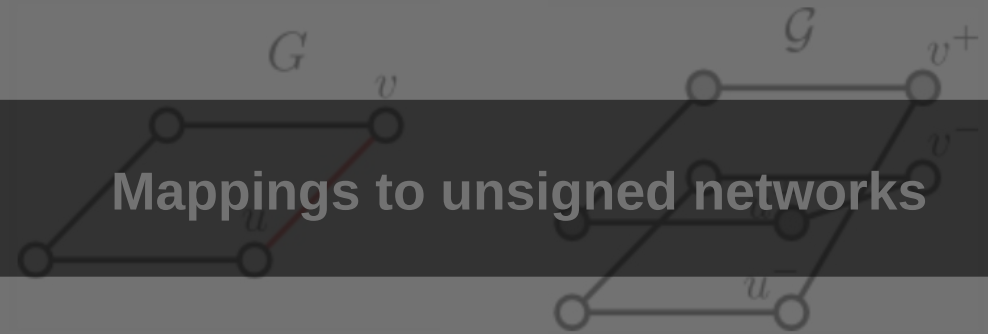 G
𝒢
v
v⁺
v⁻
Mappings to unsigned networks
u
u⁻